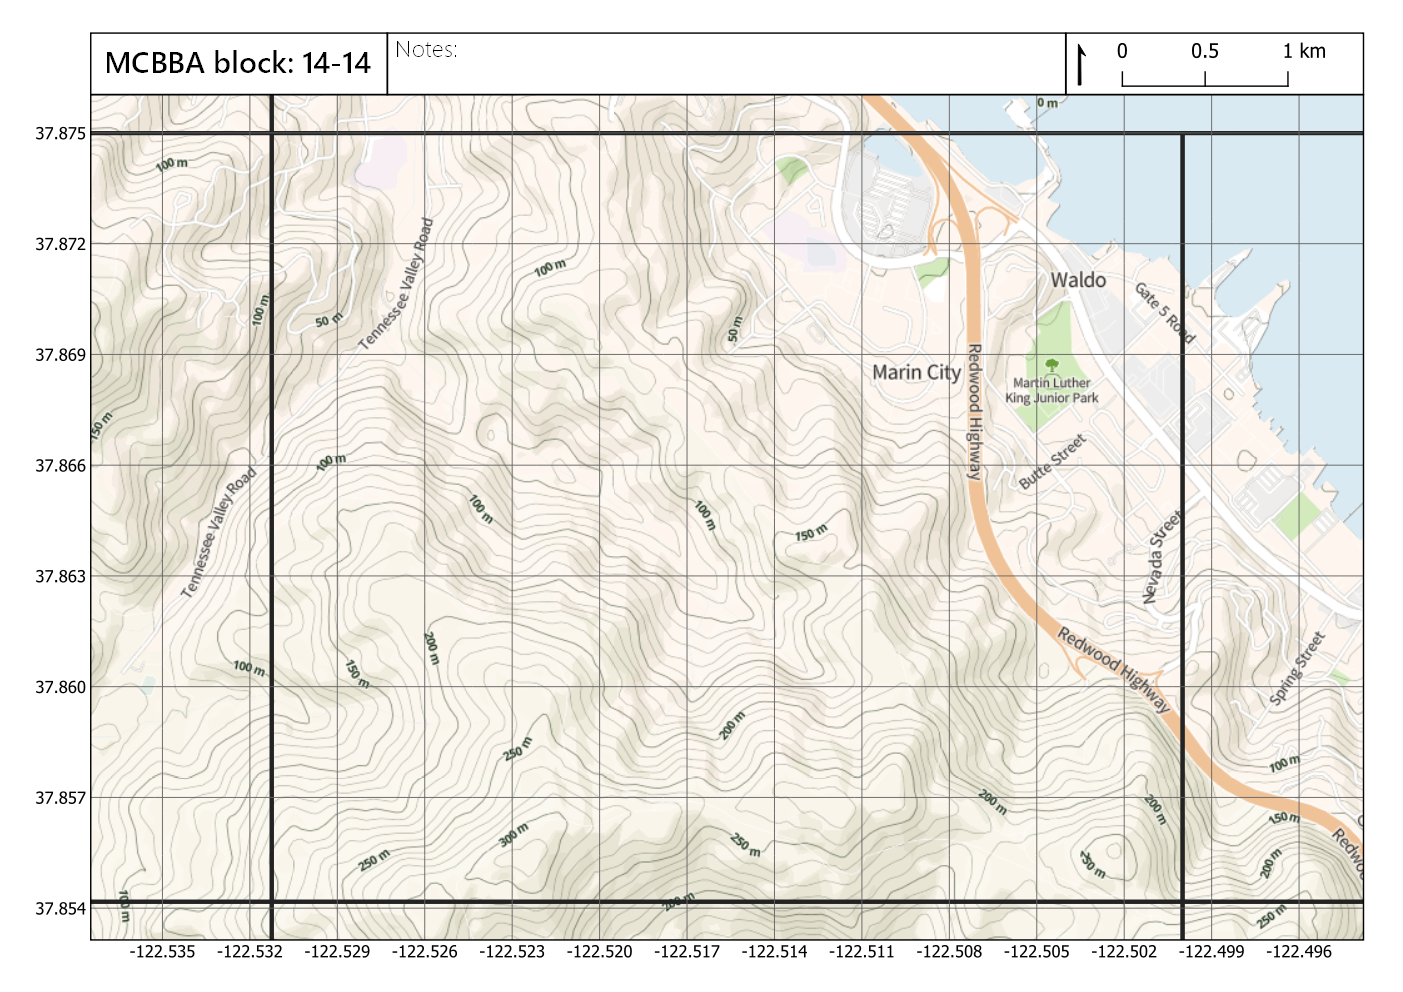 MCBBA block: 14-14
Notes:
0 0.5 1 km
0 m
37.875
100 m
37.872
Tennessee Valley Road
100 m
Waldo
Gate 5 Road
100 m
50 m
50 m
37.869
Marin City
Redwood Highway
Martin Luther
King Junior Park
150 m
37.866
100 m
Butte Street
Tennessee Valley Road
100 m
100 m
150 m
Nevada Street
37.863
200 m
Redwood Highway
Spring Street
100 m
150 m
37.860
200 m
250 m
100 m
37.857
200 m
200 m
150 m
300 m
250 m
250 m
250 m
200 m
Redwo
100 m
200 m
37.854
250 m
-122.535 -122.532 -122.529 -122.526 -122.523 -122.520 -122.517 -122.514 -122.511 -122.508 -122.505 -122.502 -122.499 -122.496